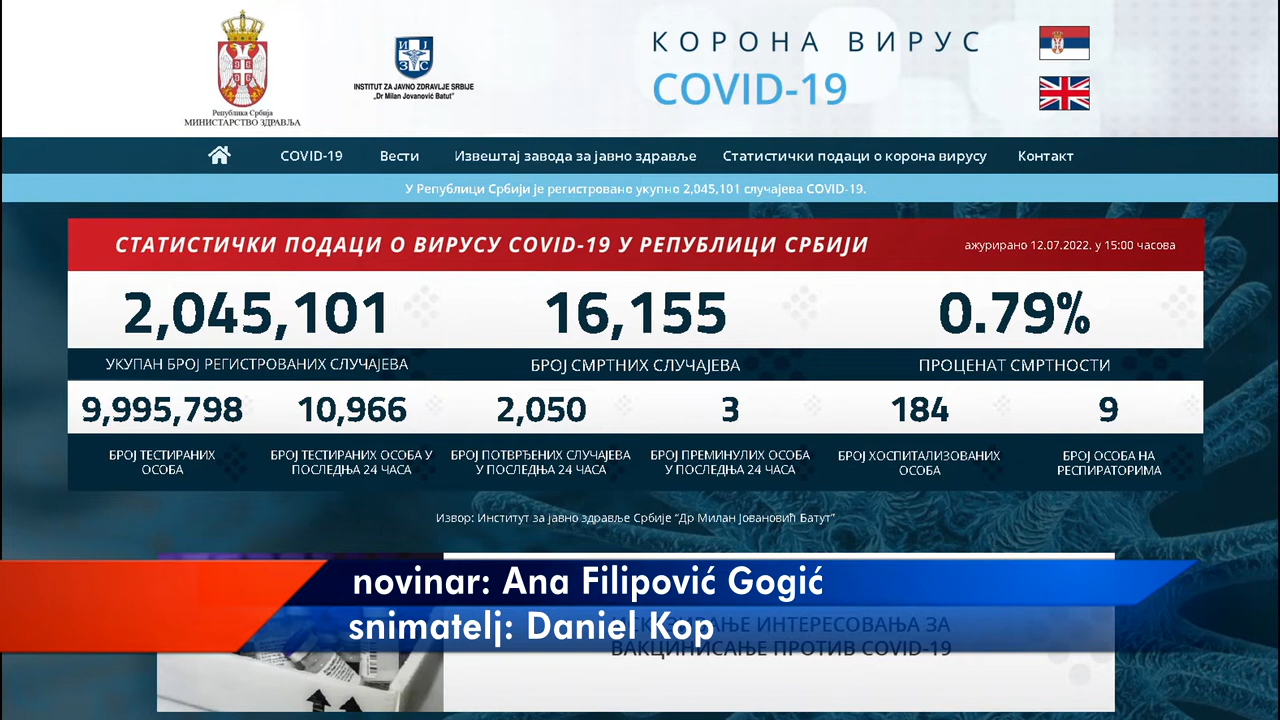 Република Србија
МИНИСТАРСТВО ЗДРАВЉА
И Ј
З С
INSTITUT ZA JAVNO ZDRAVLJE SRBIJE
„Dr Milan Jovanović Batut"
КОРОНА ВИРУС
COVID-19
COVID-19 Вести Извештај завода за јавно здравље Статистички подаци о корона вирусу Контакт
У Републици Србији је регистровано укупно 2,045,101 случајева COVID-19.
СТАТИСТИЧКИ ПОДАЦИ О ВИРУСУ COVID-19 У РЕПУБЛИЦИ СРБИЈИ
ажурирано 12.07.2022. у 15:00 часова
2,045,101 16,155 0.79%
УКУПАН БРОЈ РЕГИСТРОВАНИХ СЛУЧАЈЕВА БРОЈ СМРТНИХ СЛУЧАЈЕВА ПРОЦЕНАТ СМРТНОСТИ
9,995,798 10,966 2,050 3 184 9
БРОЈ ТЕСТИРАНИХ БРОЈ ТЕСТИРАНИХ ОСОБА У БРОЈ ПОТВРЂЕНИХ СЛУЧАЈЕВА БРОЈ ПРЕМИНУЛИХ ОСОБА БРОЈ ХОСПИТАЛИЗОВАНИХ БРОЈ ОСОБА НА
ОСОБА ПОСЛЕДЊА 24 ЧАСА У ПОСЛЕДЊА 24 ЧАСА У ПОСЛЕДЊА 24 ЧАСА ОСОБА РЕСПИРАТОРИМА
Извор: Институт за јавно здравље Србије “Др Милан Јовановић Батут”
novinar: Ana Filipović Gogić
snimatelj: Daniel Kop
ИНТЕРЕСОВАЊА ЗА
ВАКЦИНИСАЊЕ ПРОТИВ COVID-19